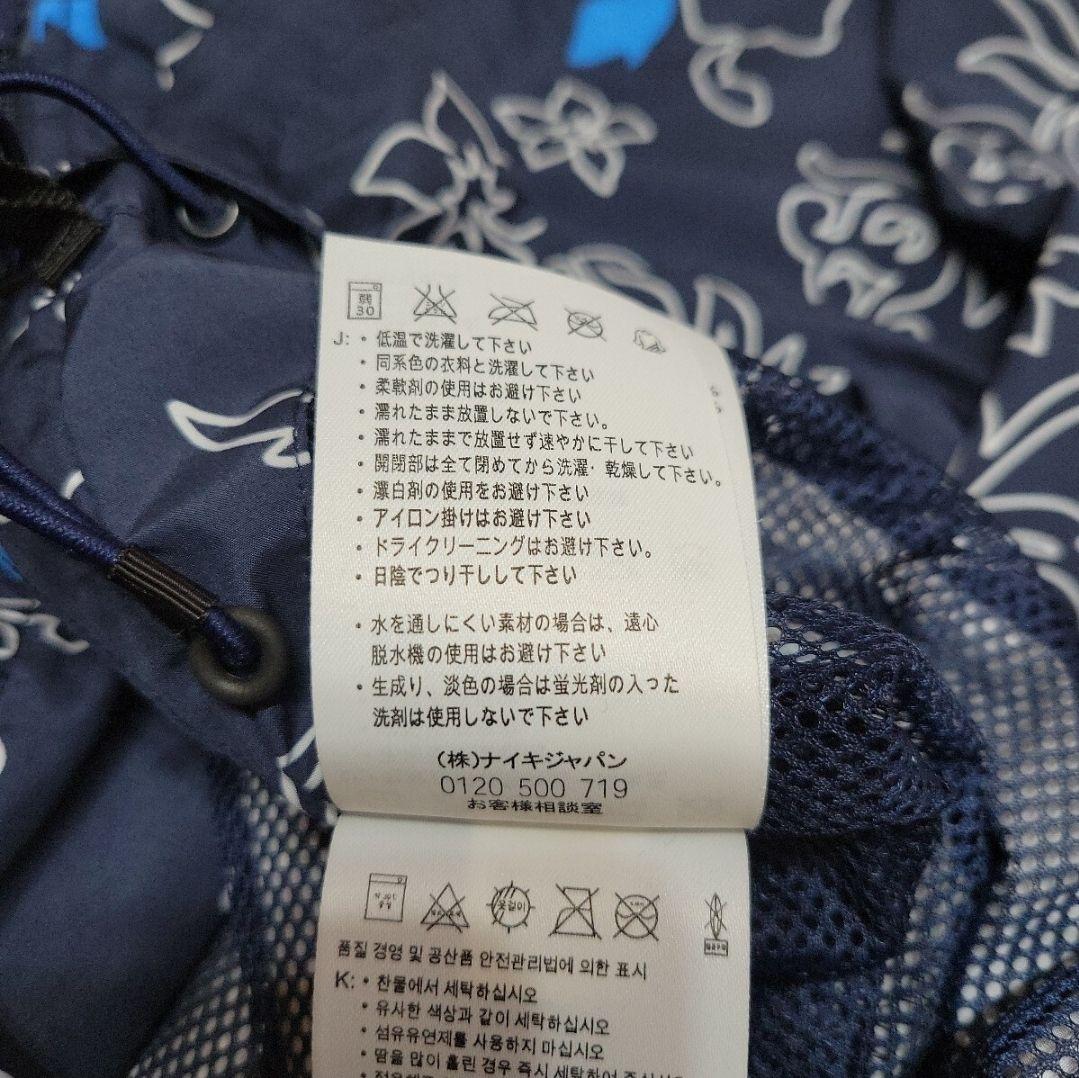 弱
30
J: ・低温で洗濯して下さい
・同系色の衣料と洗濯して下さい
・柔軟剤の使用はお避け下さい
・濡れたまま放置しないで下さい。
・濡れたままで放置せず速やかに干して下さい
・開閉部は全て閉めてから洗濯・乾燥して下さい。
・漂白剤の使用をお避け下さい
・アイロン掛けはお避け下さい
・ドライクリーニングはお避け下さい。
・日陰でつり干しして下さい
・水を通しにくい素材の場合は、遠心
脱水機の使用はお避け下さい
・生成り、淡色の場合は蛍光剤の入った
洗剤は使用しないで下さい
(株)ナイキジャパン
0120 500 719
お客様相談室
옷걸이
품질 경영 및 공산품 안전관리법에 의한 표시
K: ・찬물에서 세탁하십시오
・유사한 색상과 같이 세탁하십시오
・섬유유연제를 사용하지 마십시오
・땀을 많이 흘린 경우 즉시 세탁하여